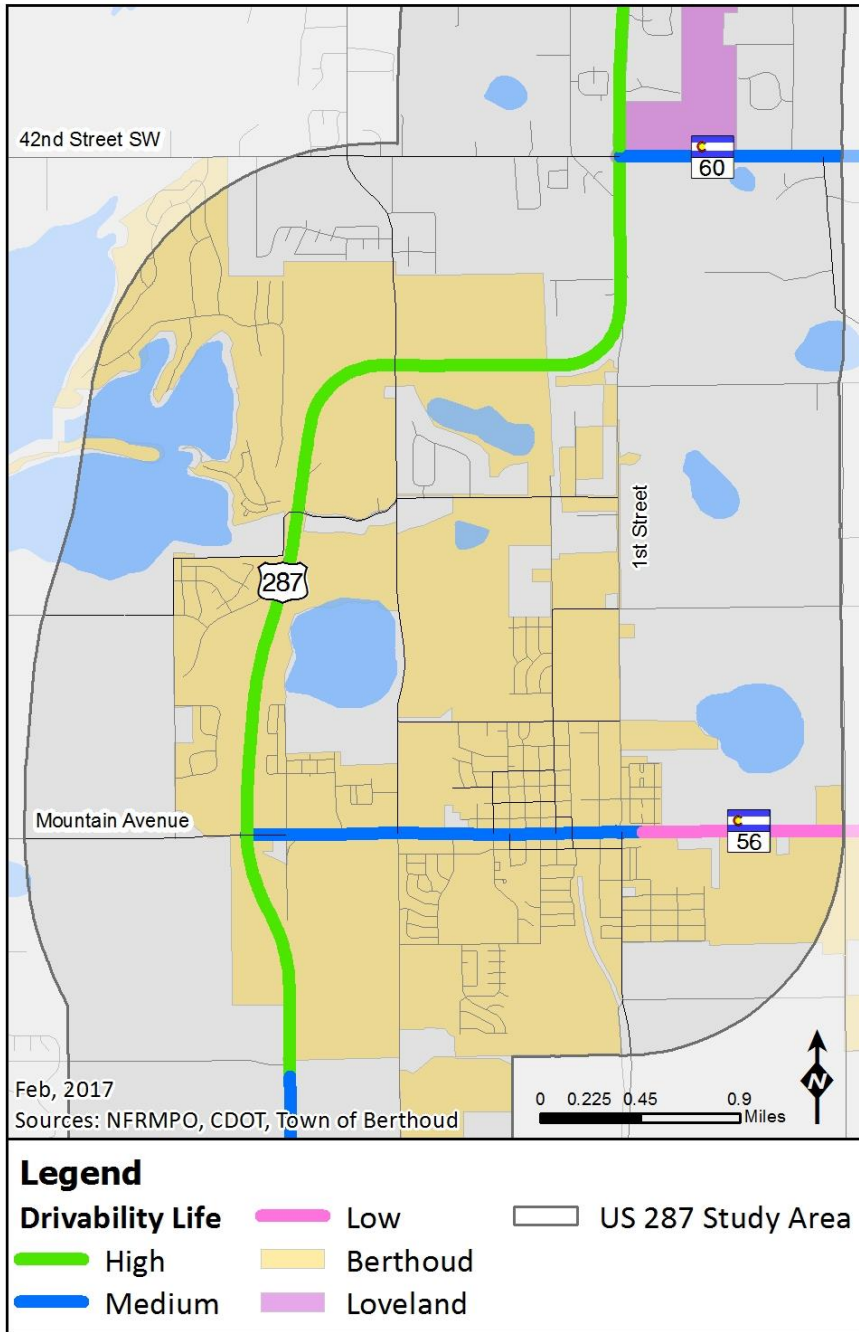 42nd Street SW
60
1st Street
287
Mountain Avenue
56
N
Feb, 2017
Sources: NFRMPO, CDOT, Town of Berthoud
0 0.225 0.45 0.9
Miles
Legend
Drivability Life
Low
US 287 Study Area
High
Berthoud
Medium
Loveland